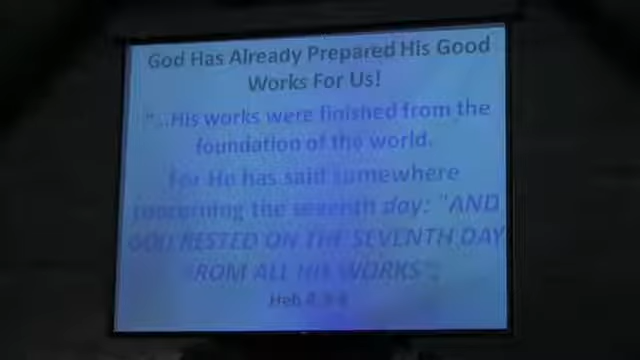 God Has Already Prepared His Good
Works For Us!
"...His works were finished from the
foundation of the world.
For He has said somewhere
concerning the seventh day: "AND
GOD RESTED ON THE SEVENTH DAY
FROM ALL HIS WORKS";
Heb